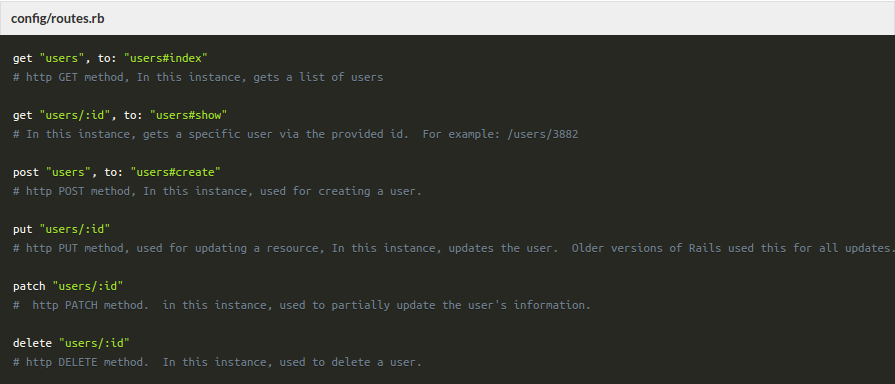 config/routes.rb
get "users", to: "users#index"
# http GET method, In this instance, gets a list of users
get "users/:id", to: "users#show"
# In this instance, gets a specific user via the provided id.  For example: /users/3882
post "users", to: "users#create"
# http POST method, In this instance, used for creating a user.
put "users/:id"
# http PUT method, used for updating a resource, In this instance, updates the user.  Older versions of Rails used this for all updates.
patch "users/:id"
#  http PATCH method.  in this instance, used to partially update the user's information.
delete "users/:id"
# http DELETE method.  In this instance, used to delete a user.